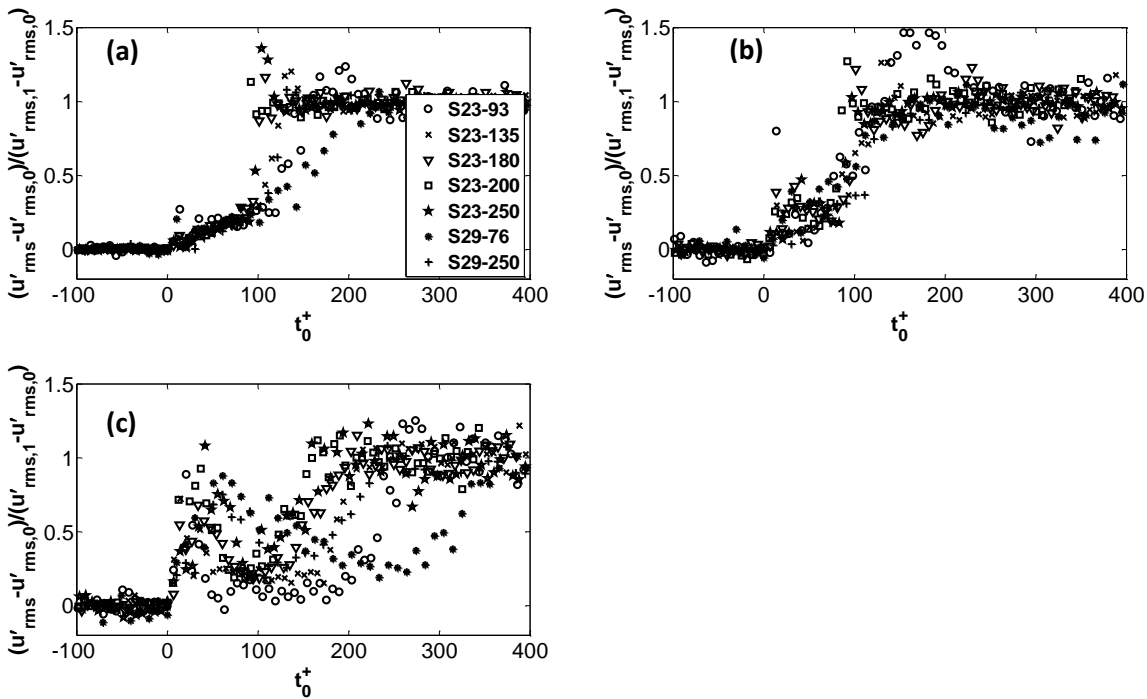 (a)
(u'rms-u'rms,0)/(u'rms,1-u'rms,0)
1.5
1
0.5
0
-100 0 100 200 300 400
t0+
S23-93
S23-135
S23-180
S23-200
S23-250
S29-76
S29-250
(b)
(u'rms-u'rms,0)/(u'rms,1-u'rms,0)
1.5
1
0.5
0
-100 0 100 200 300 400
t0+
(c)
(u'rms-u'rms,0)/(u'rms,1-u'rms,0)
1.5
1
0.5
0
-100 0 100 200 300 400
t0+